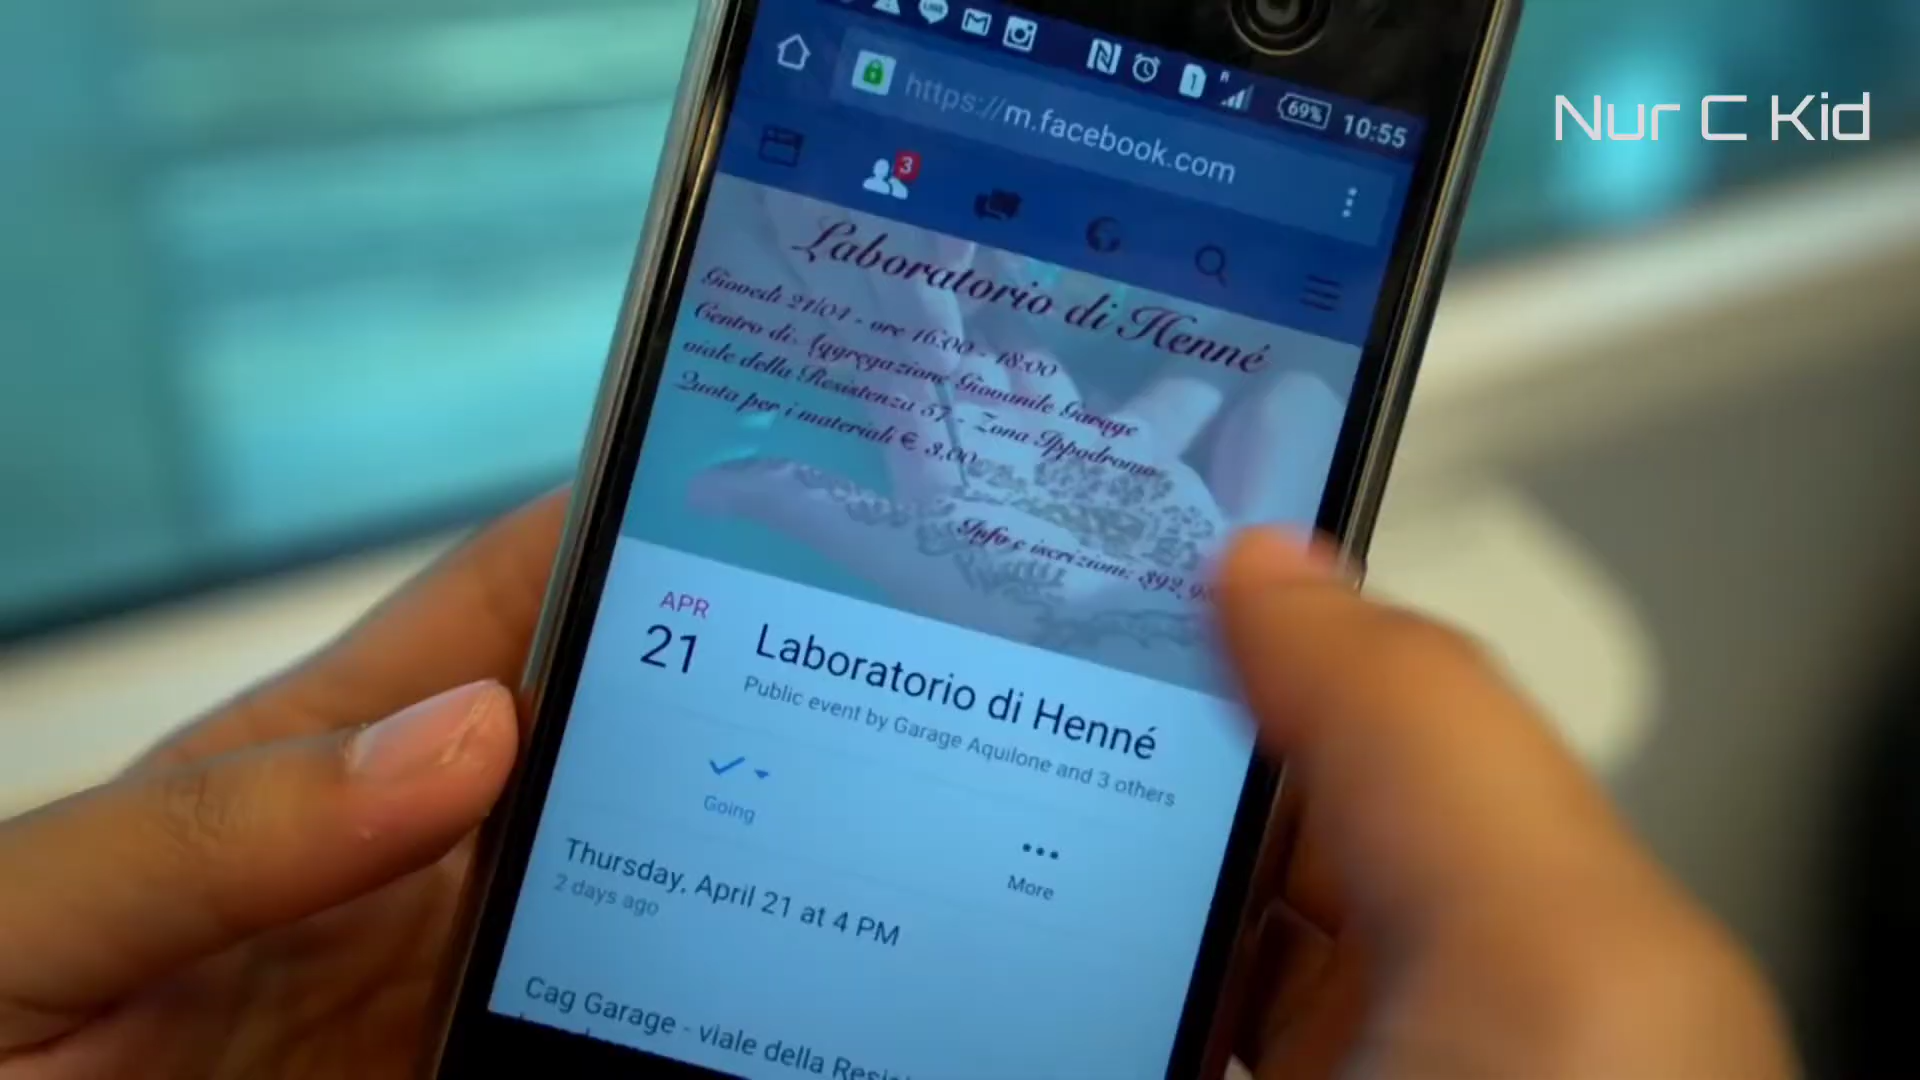 LINE
69% 10:55
Nur C Kid
https://m.facebook.com
3
Laboratorio di Henné
Giovedì 21/04 - ore 16:00 - 18:00
Centro di Aggregazione Giovanile Garage
viale della Resistenza 57 - Zona Ippodromo
Quota per i materiali € 3,00
Info e iscrizioni: 392
APR
21
Laboratorio di Henné
Public event by Garage Aquilone and 3 others
Going
More
Thursday, April 21 at 4 PM
2 days ago
Cag Garage - viale della